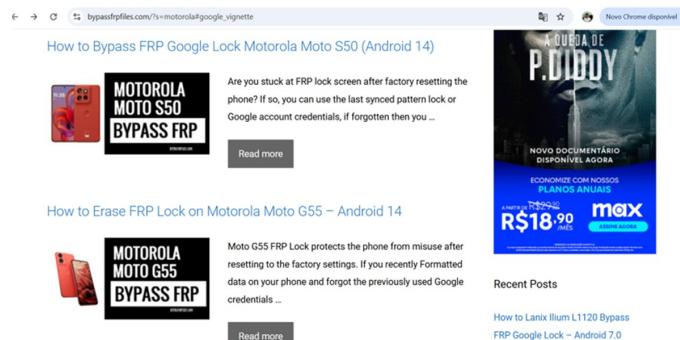 bypassfrpfiles.com/?s=motorola#google_vignette
Novo Chrome disponível
How to Bypass FRP Google Lock Motorola Moto S50 (Android 14)
MOTOROLA
MOTO S50
BYPASS FRP
Are you stuck at FRP lock screen after factory resetting the
phone? If so, you can use the last synced pattern lock or
Google account credentials, if forgotten then you ...
Read more
How to Erase FRP Lock on Motorola Moto G55 – Android 14
MOTOROLA
MOTO G55
BYPASS FRP
Moto G55 FRP Lock protects the phone from misuse after
resetting to the factory settings. If you recently Formatted
data on your phone and forgot the previously used Google
credentials ...
Read more
A QUEDA DE
P.DIDDY
NOVO DOCUMENTÁRIO
DISPONÍVEL AGORA
ECONOMIZE COM NOSSOS
PLANOS ANUAIS
A PARTIR DE R$29,90
R$18,90
/MÊS
max
ASSINE AGORA
Recent Posts
How to Lanix Ilium L1120 Bypass
FRP Google Lock – Android 7.0